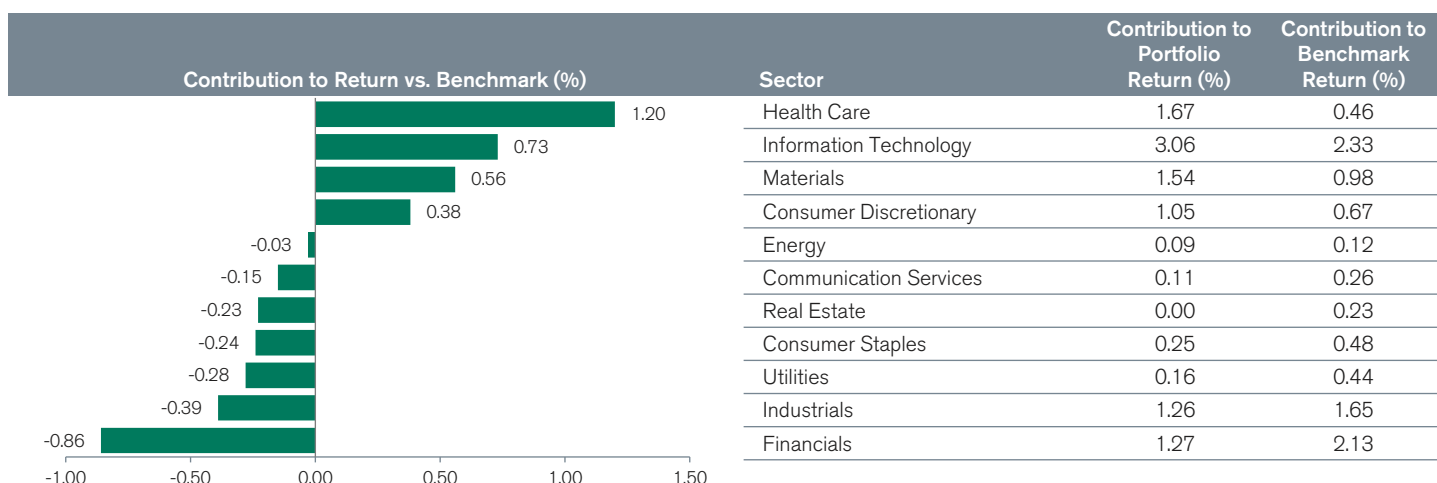 Contribution to Return vs. Benchmark (%)
Sector
Contribution to
Portfolio
Return (%)
Contribution to
Benchmark
Return (%)
1.20 Health Care 1.67 0.46
0.73 Information Technology 3.06 2.33
0.56 Materials 1.54 0.98
0.38 Consumer Discretionary 1.05 0.67
-0.03 Energy 0.09 0.12
-0.15 Communication Services 0.11 0.26
-0.23 Real Estate 0.00 0.23
-0.24 Consumer Staples 0.25 0.48
-0.28 Utilities 0.16 0.44
-0.39 Industrials 1.26 1.65
-0.86 Financials 1.27 2.13
-1.00 -0.50 0.00 0.50 1.00 1.50